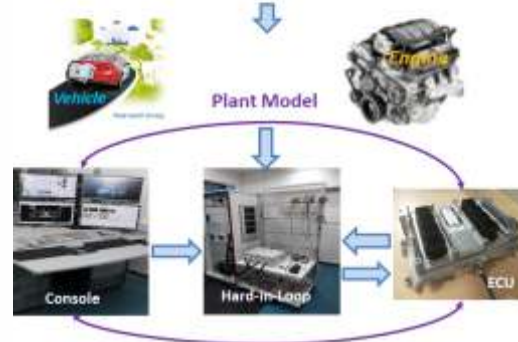 Engine
Vehicle
Plant Model
Console
Hard-in-Loop
ECU